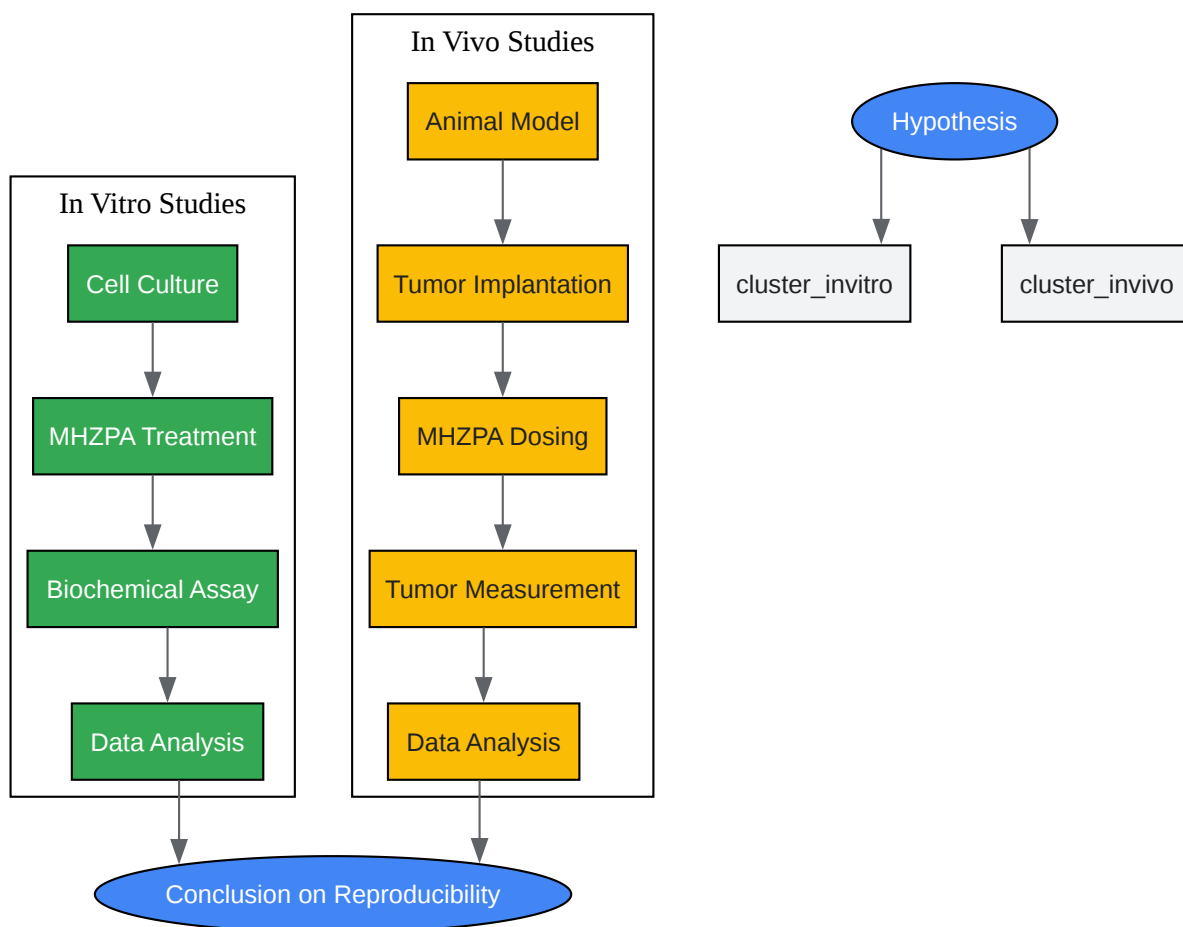 In Vitro Studies
Cell Culture
MHZPA Treatment
Biochemical Assay
Data Analysis
In Vivo Studies
Animal Model
Tumor Implantation
MHZPA Dosing
Tumor Measurement
Data Analysis
Conclusion on Reproducibility
Hypothesis
cluster_invitro
cluster_invivo